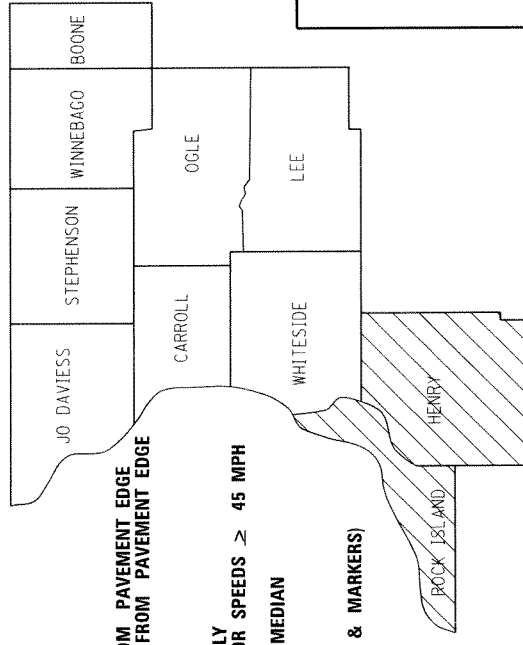 JO DAVIESS
STEPHENSON
WINNEBAGO
BOONE
CARROLL
OGLE
WHITESIDE
LEE
ROCK ISLAND
HENRY
PAVEMENT EDGE
FROM PAVEMENT EDGE
SPEEDS ≥ 45 MPH
MEDIAN
& MARKERS)